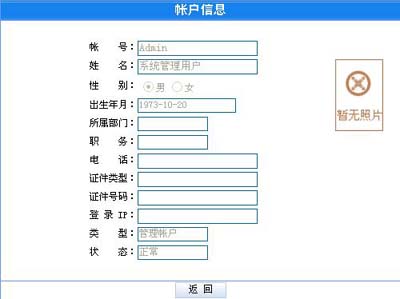 帐户信息
帐 号：Admin
姓 名：系统管理用户
性 别：男 女
出生年月：1973-10-20
所属部门：
职 务：
电 话：
证件类型：
证件号码：
登 录 IP：
类 型：管理帐户
状 态：正常
暂无照片
返 回